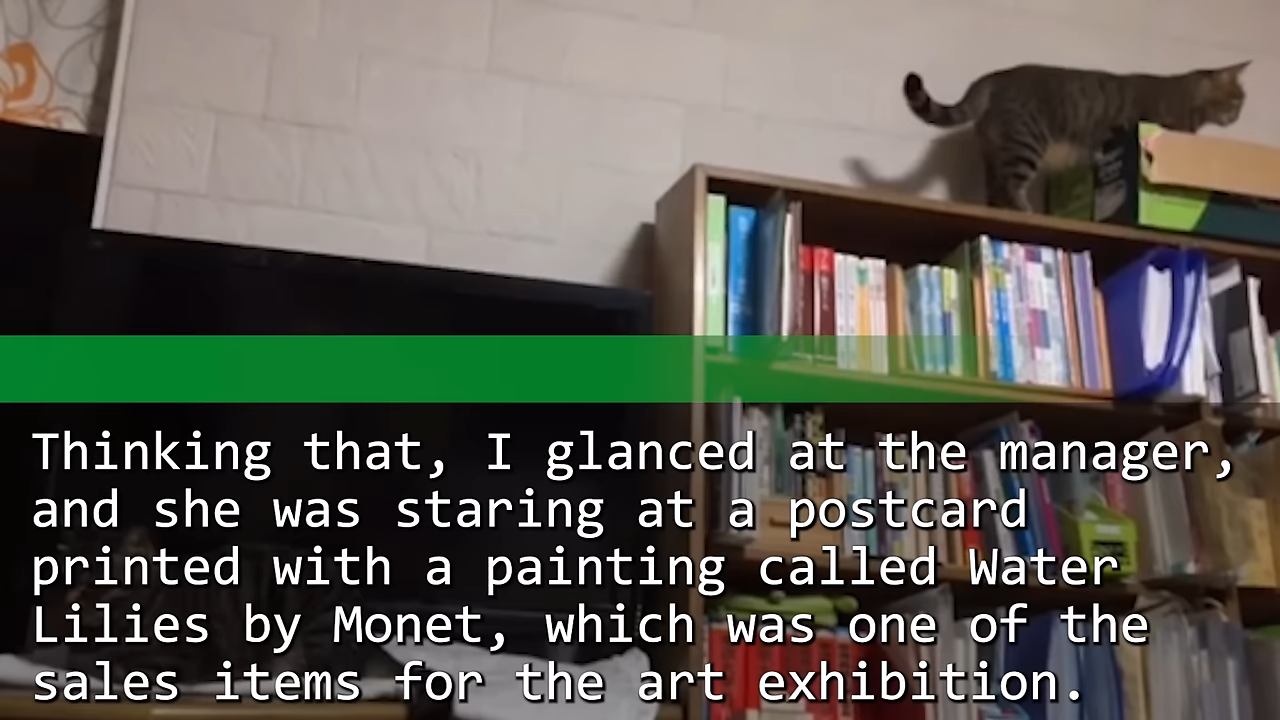 Thinking that, I glanced at the manager,
and she was staring at a postcard
printed with a painting called Water
Lilies by Monet, which was one of the
sales items for the art exhibition.